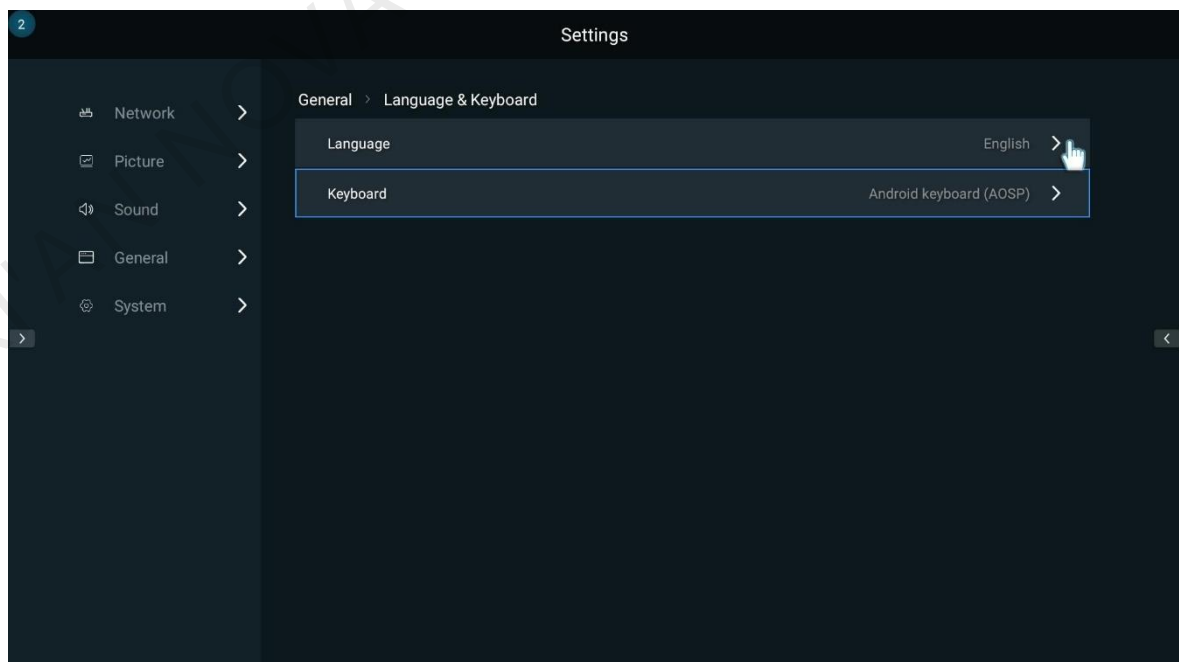 2
Settings
Network
Picture
Sound
General
System
General > Language & Keyboard
Language English
Keyboard Android keyboard (AOSP)